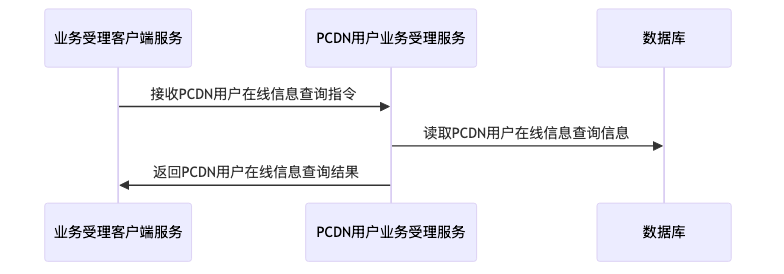 业务受理客户端服务
PCDN用户业务受理服务
数据库
接收PCDN用户在线信息查询指令
读取PCDN用户在线信息查询信息
返回PCDN用户在线信息查询结果
业务受理客户端服务
PCDN用户业务受理服务
数据库